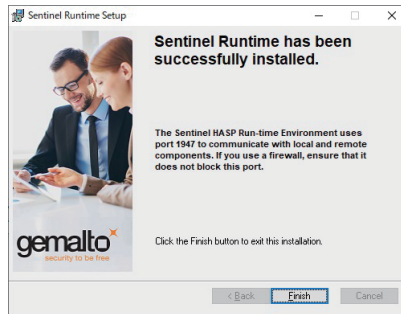 Sentinel Runtime Setup
Sentinel Runtime has been
successfully installed.
The Sentinel HASP Run-time Environment uses
port 1947 to communicate with local and remote
components. If you use a firewall, ensure that it
does not block this port.
gemalto
security to be free
Click the Finish button to exit this installation.
< Back
Finish
Cancel